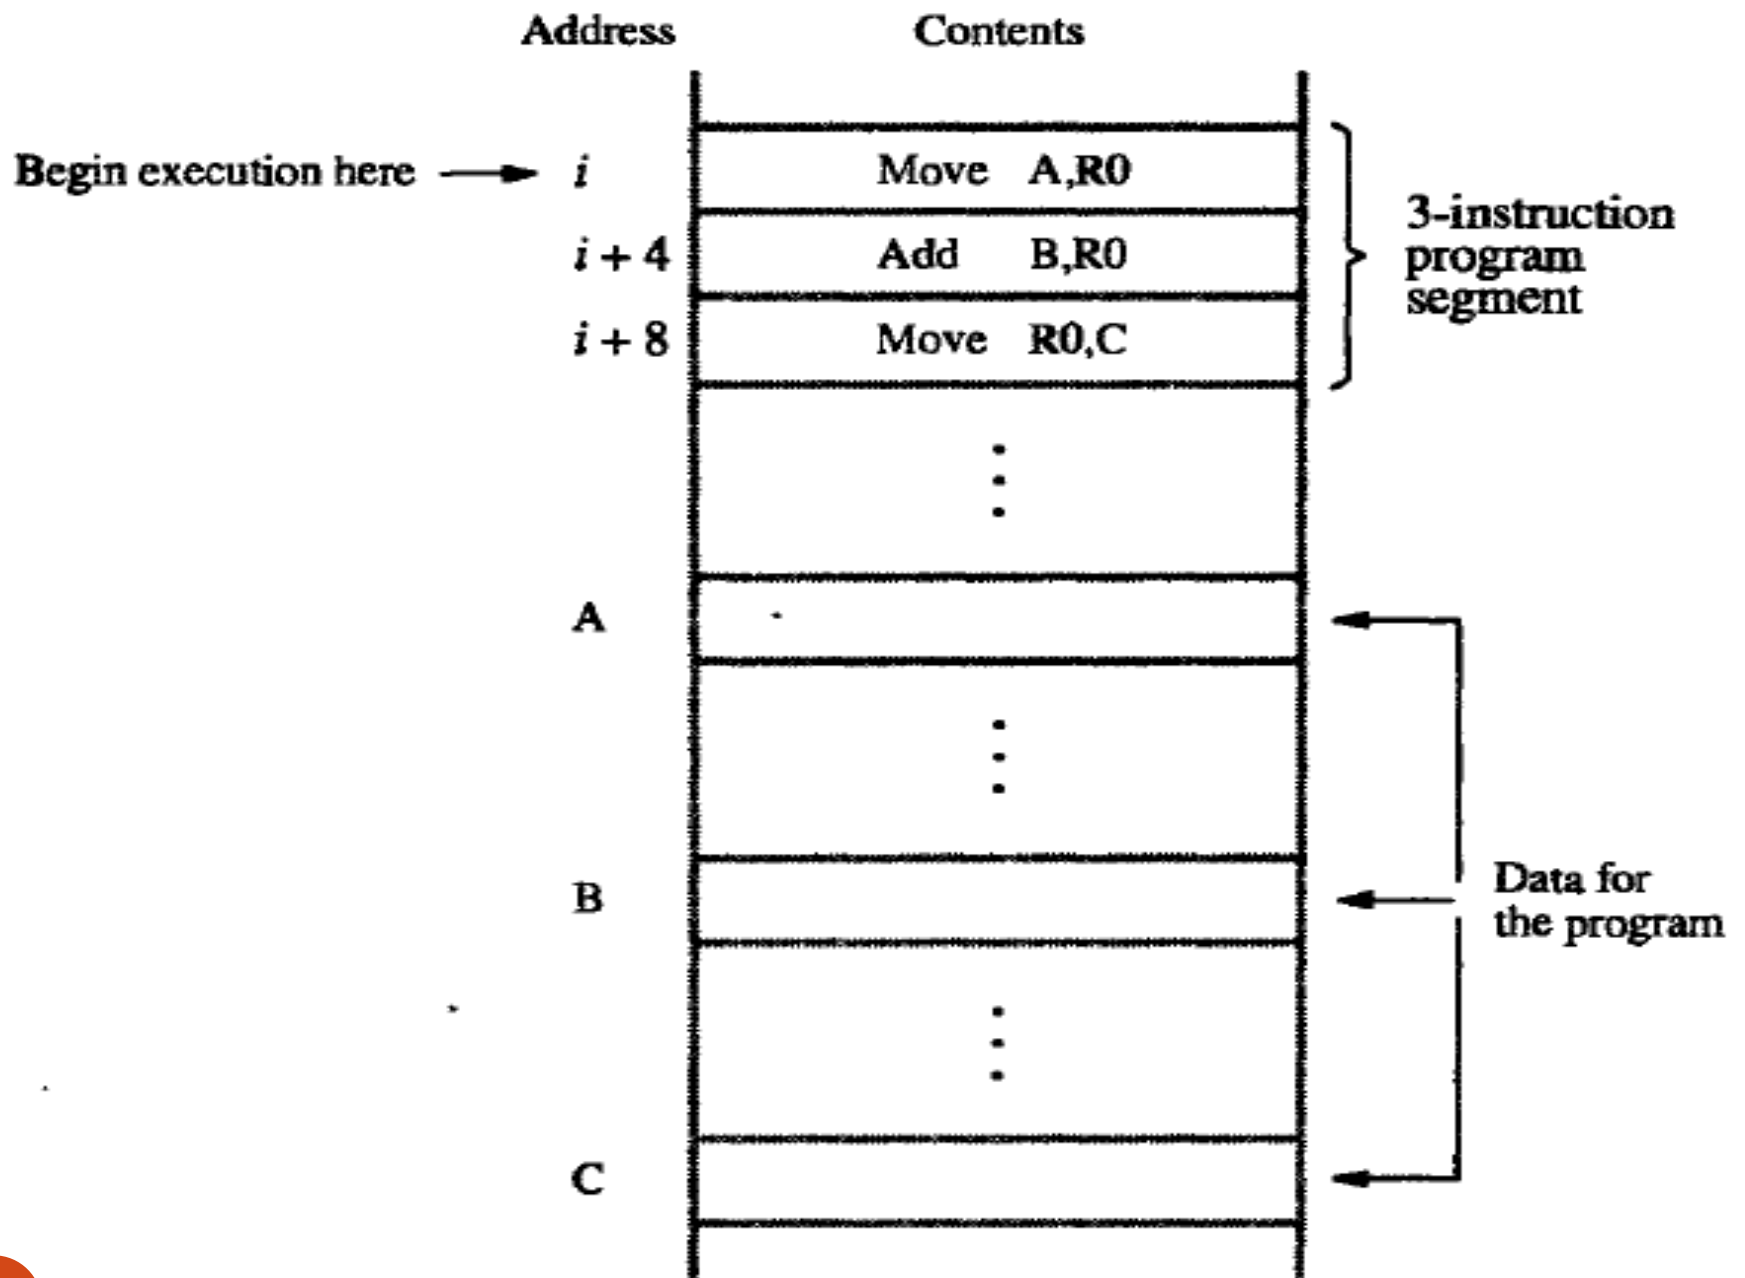 Address Contents
Begin execution here i Move A,R0
i + 4 Add B,R0
i + 8 Move R0,C
3-instruction
program
segment
A
B
Data for
the program
C